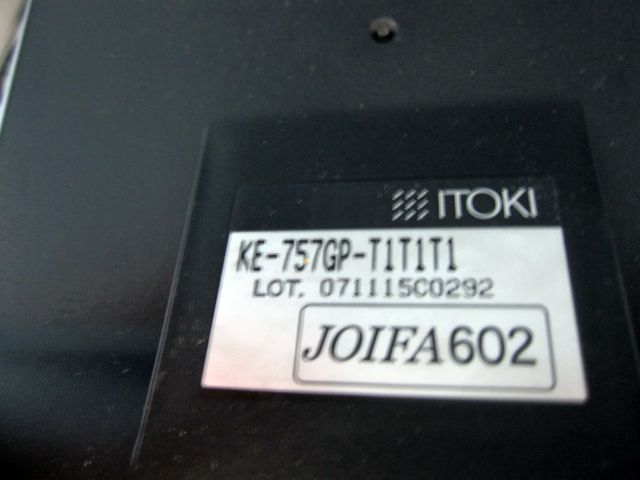 ITOKI
KE-757GP-T1T1T1
LOT. 071115C0292
JOIFA602